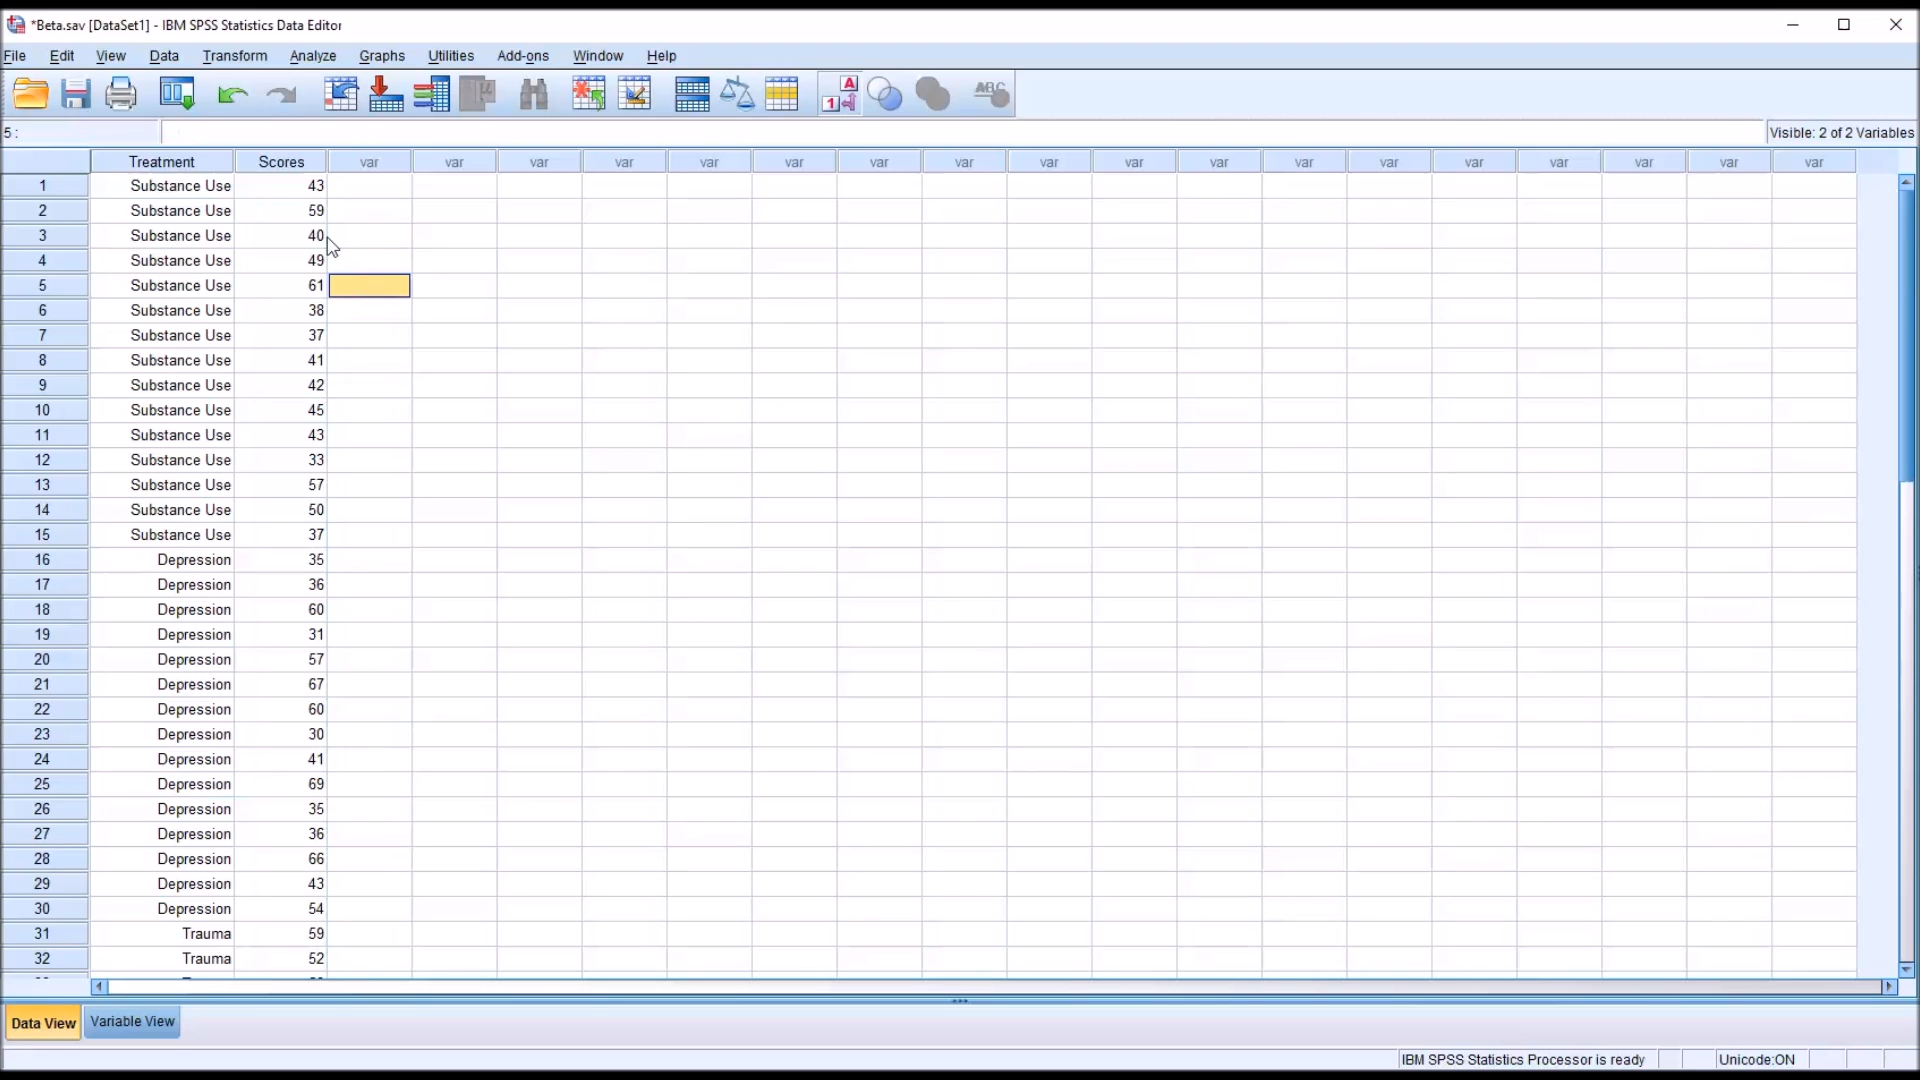 *Beta.sav [DataSet1] - IBM SPSS Statistics Data Editor
File Edit View Data Transform Analyze Graphs Utilities Add-ons Window Help
5 :
Visible: 2 of 2 Variables
Treatment Scores var var var var var var var var var var var var var var var var var var
1 Substance Use 43
2 Substance Use 59
3 Substance Use 40
4 Substance Use 49
5 Substance Use 61
6 Substance Use 38
7 Substance Use 37
8 Substance Use 41
9 Substance Use 42
10 Substance Use 45
11 Substance Use 43
12 Substance Use 33
13 Substance Use 57
14 Substance Use 50
15 Substance Use 37
16 Depression 35
17 Depression 36
18 Depression 60
19 Depression 31
20 Depression 57
21 Depression 67
22 Depression 60
23 Depression 30
24 Depression 41
25 Depression 69
26 Depression 35
27 Depression 36
28 Depression 66
29 Depression 43
30 Depression 54
31 Trauma 59
32 Trauma 52
Data View Variable View
IBM SPSS Statistics Processor is ready Unicode:ON